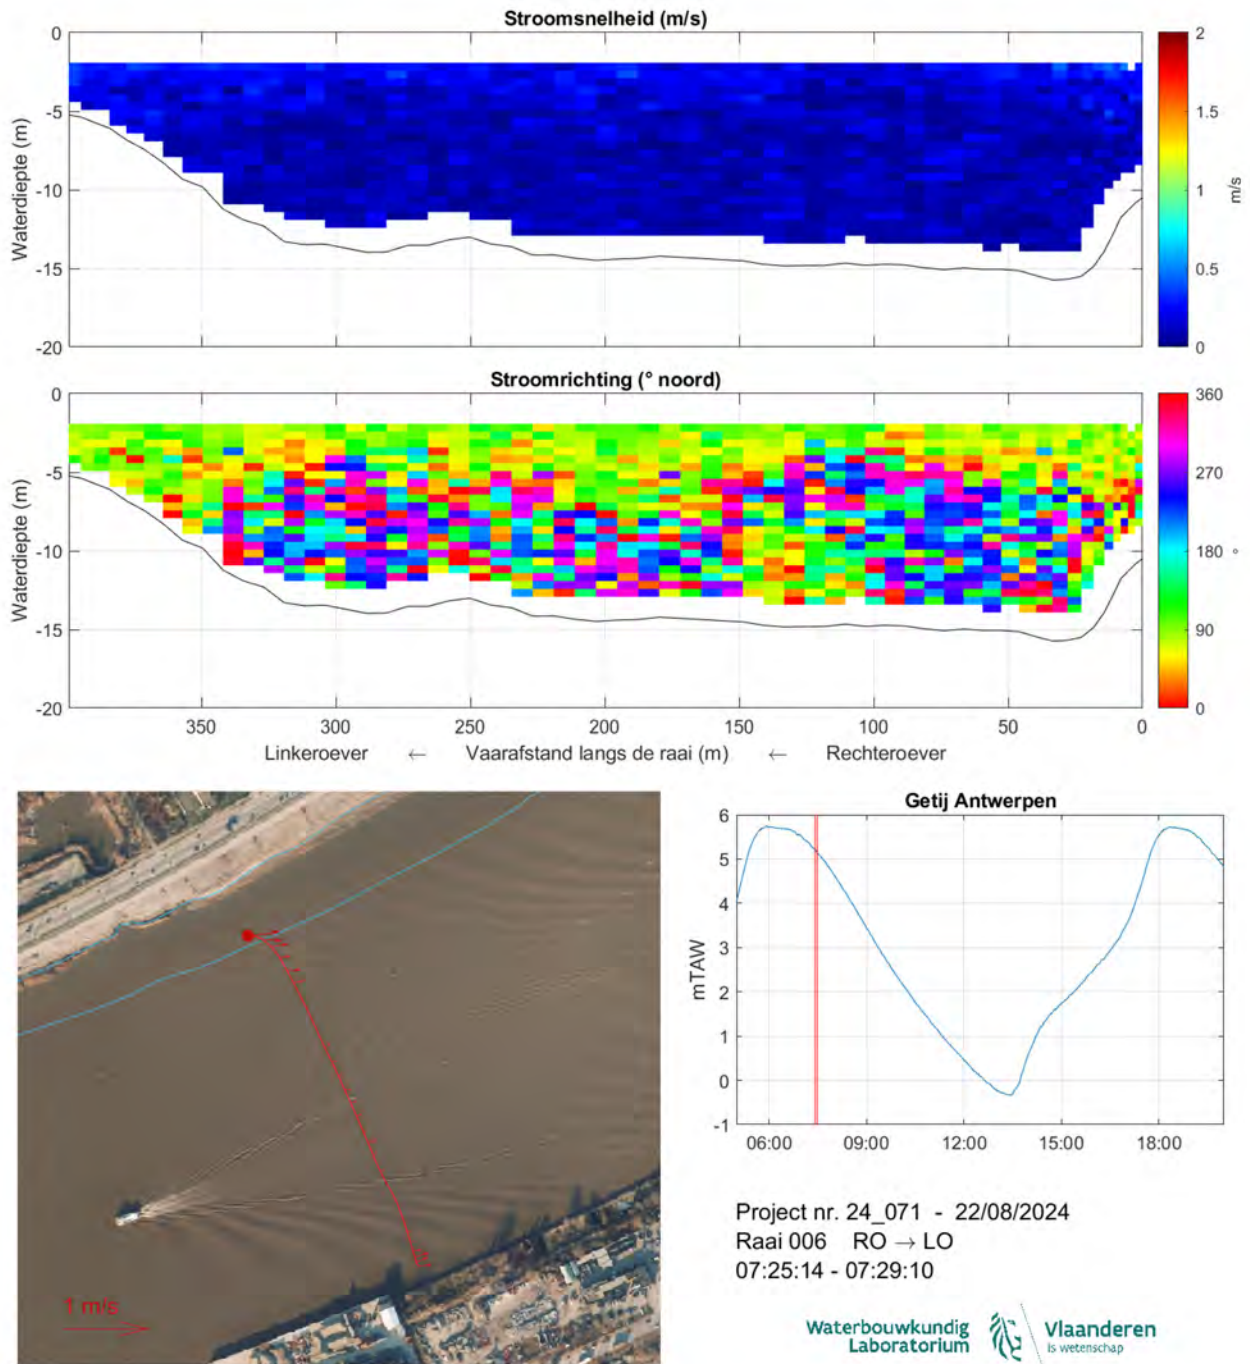 Stroomsnelheid (m/s)
0
-5
-10
-15
-20
Waterdiepte (m)
2
1.5
1
0.5
0
m/s
Stroomrichting (° noord)
0
-5
-10
-15
-20
Waterdiepte (m)
360
270
180
90
0
°
350 300 250 200 150 100 50 0
Linkeroever ← Vaarafstand langs de raai (m) ← Rechteroever
1 m/s
Getij Antwerpen
6
5
4
3
2
1
0
-1
mTAW
06:00 09:00 12:00 15:00 18:00
Project nr. 24_071 - 22/08/2024
Raai 006 RO → LO
07:25:14 - 07:29:10
Waterbouwkundig
Laboratorium
Vlaanderen
is wetenschap